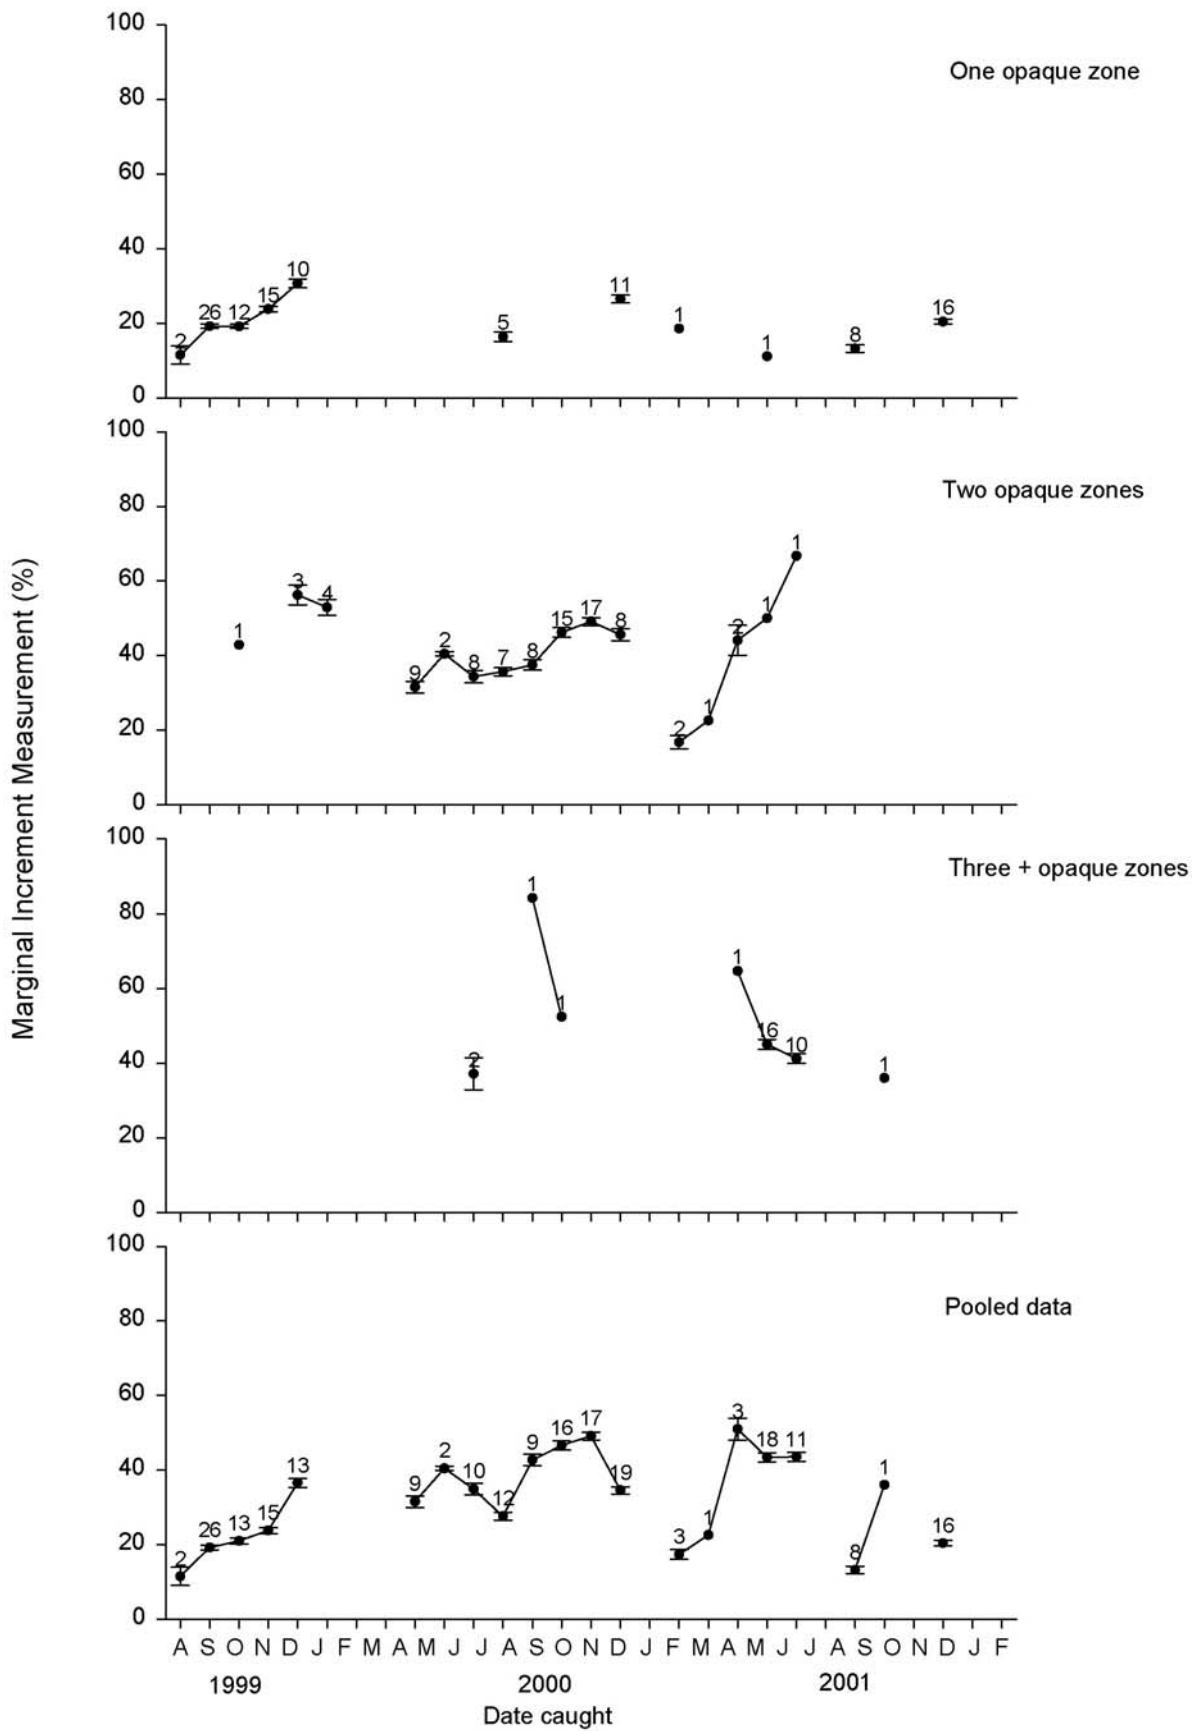 Marginal Increment Measurement (%)
100
80
60
40
20
0
One opaque zone
2 26 12 15 10 5 11 1 1 8 16
100
80
60
40
20
0
Two opaque zones
1 3 4 9 2 8 7 8 15 17 8 2 1 2 1 1
100
80
60
40
20
0
Three + opaque zones
2 1 1 1 16 10 1
100
80
60
40
20
0
Pooled data
2 26 13 15 13 9 2 10 12 9 16 17 19 3 1 3 18 11 8 1 16
A S O N D J F M A M J J A S O N D J F M A M J J A S O N D J F
1999 2000 2001
Date caught